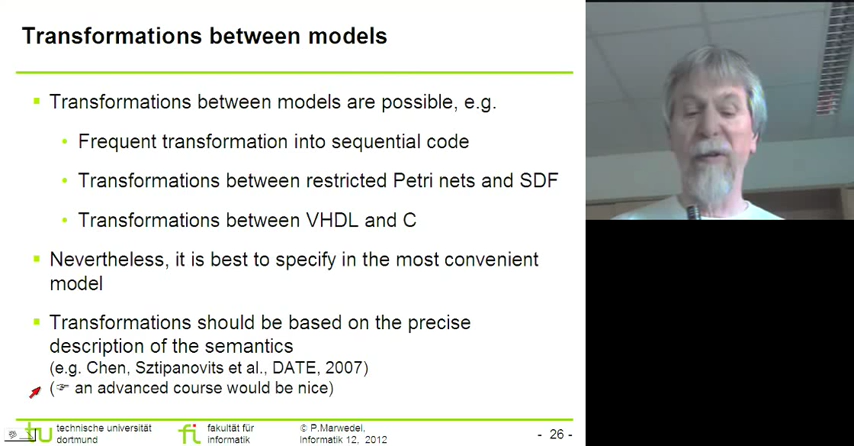 Transformations between models
▪ Transformations between models are possible, e.g.
• Frequent transformation into sequential code
• Transformations between restricted Petri nets and SDF
• Transformations between VHDL and C
▪ Nevertheless, it is best to specify in the most convenient
model
▪ Transformations should be based on the precise
description of the semantics
(e.g. Chen, Sztipanovits et al., DATE, 2007)
(☞ an advanced course would be nice)
tu technische universität
dortmund
fi fakultät für
informatik
© P.Marwedel,
Informatik 12, 2012
- 26 -